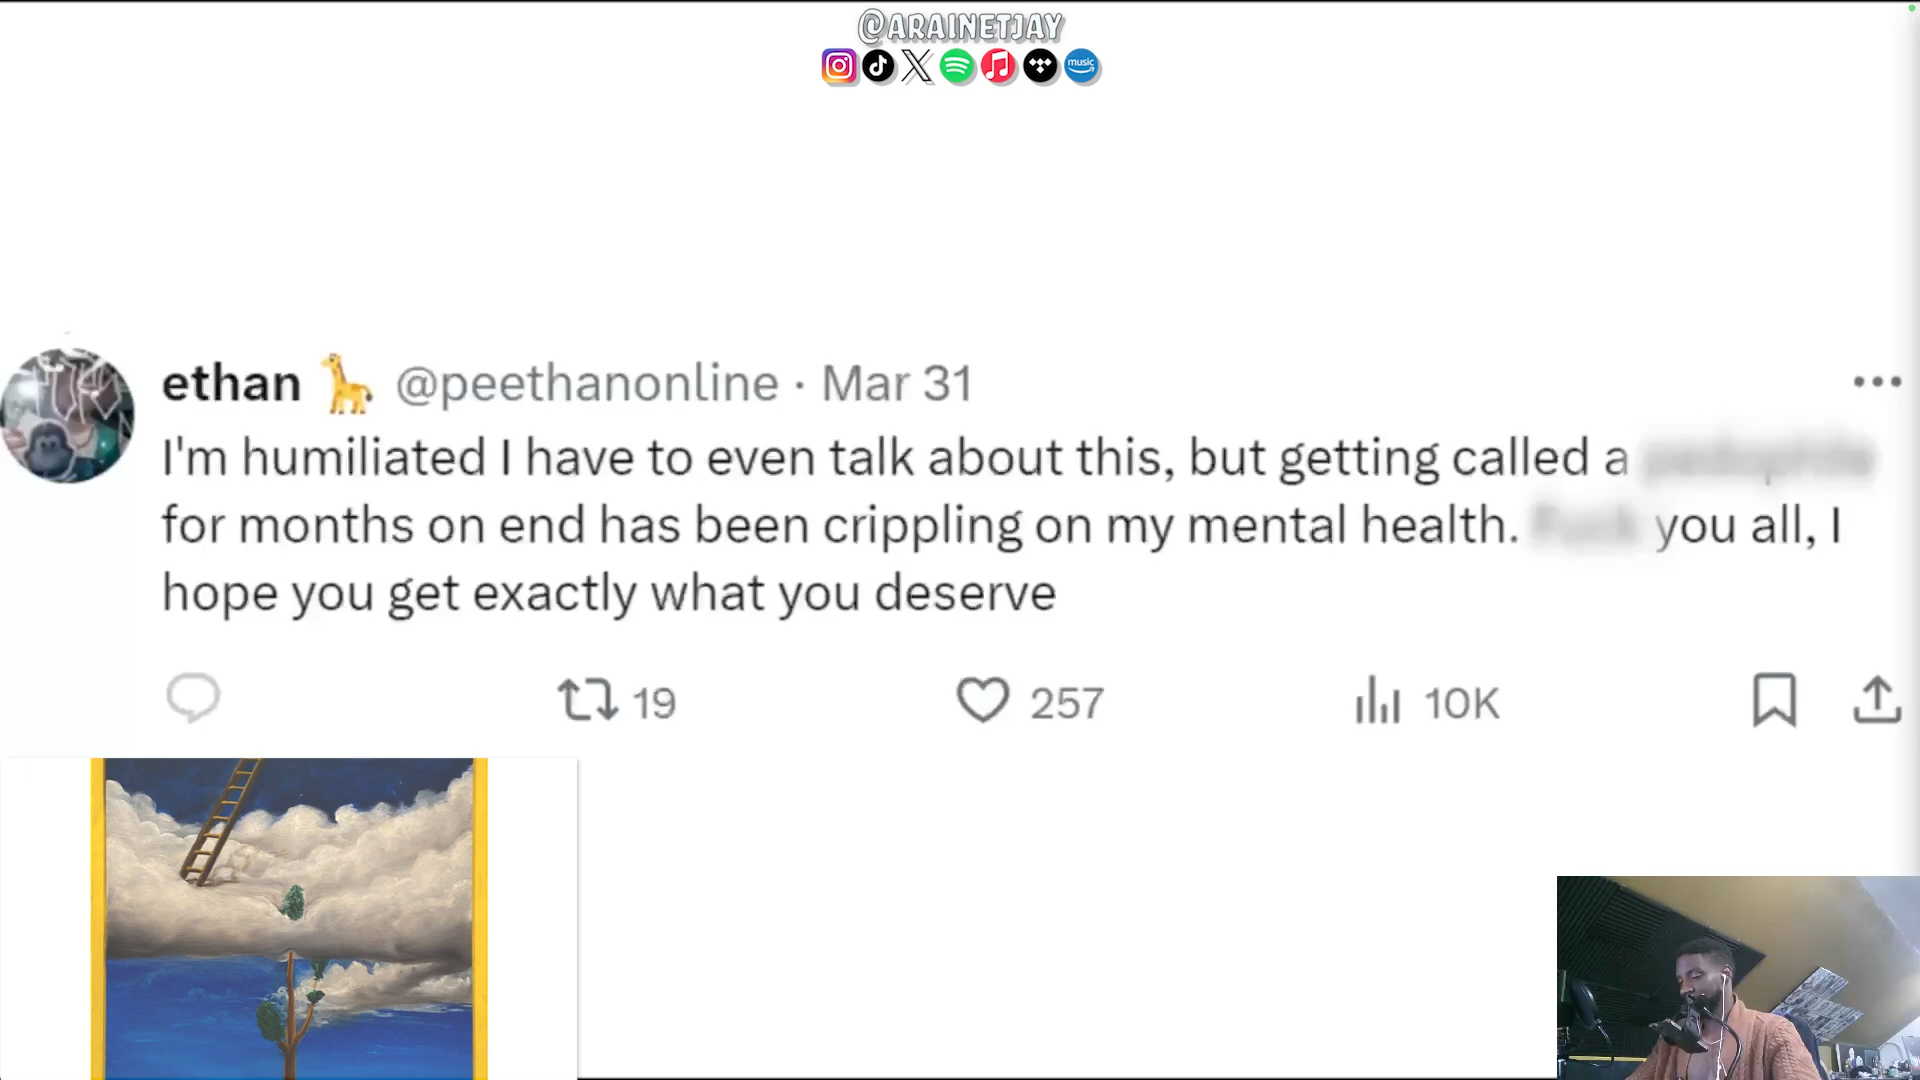 @ARAINETJAY
music
ethan 🦒 @peethanonline · Mar 31
I'm humiliated I have to even talk about this, but getting called a
for months on end has been crippling on my mental health. you all, I
hope you get exactly what you deserve
19 257 10K